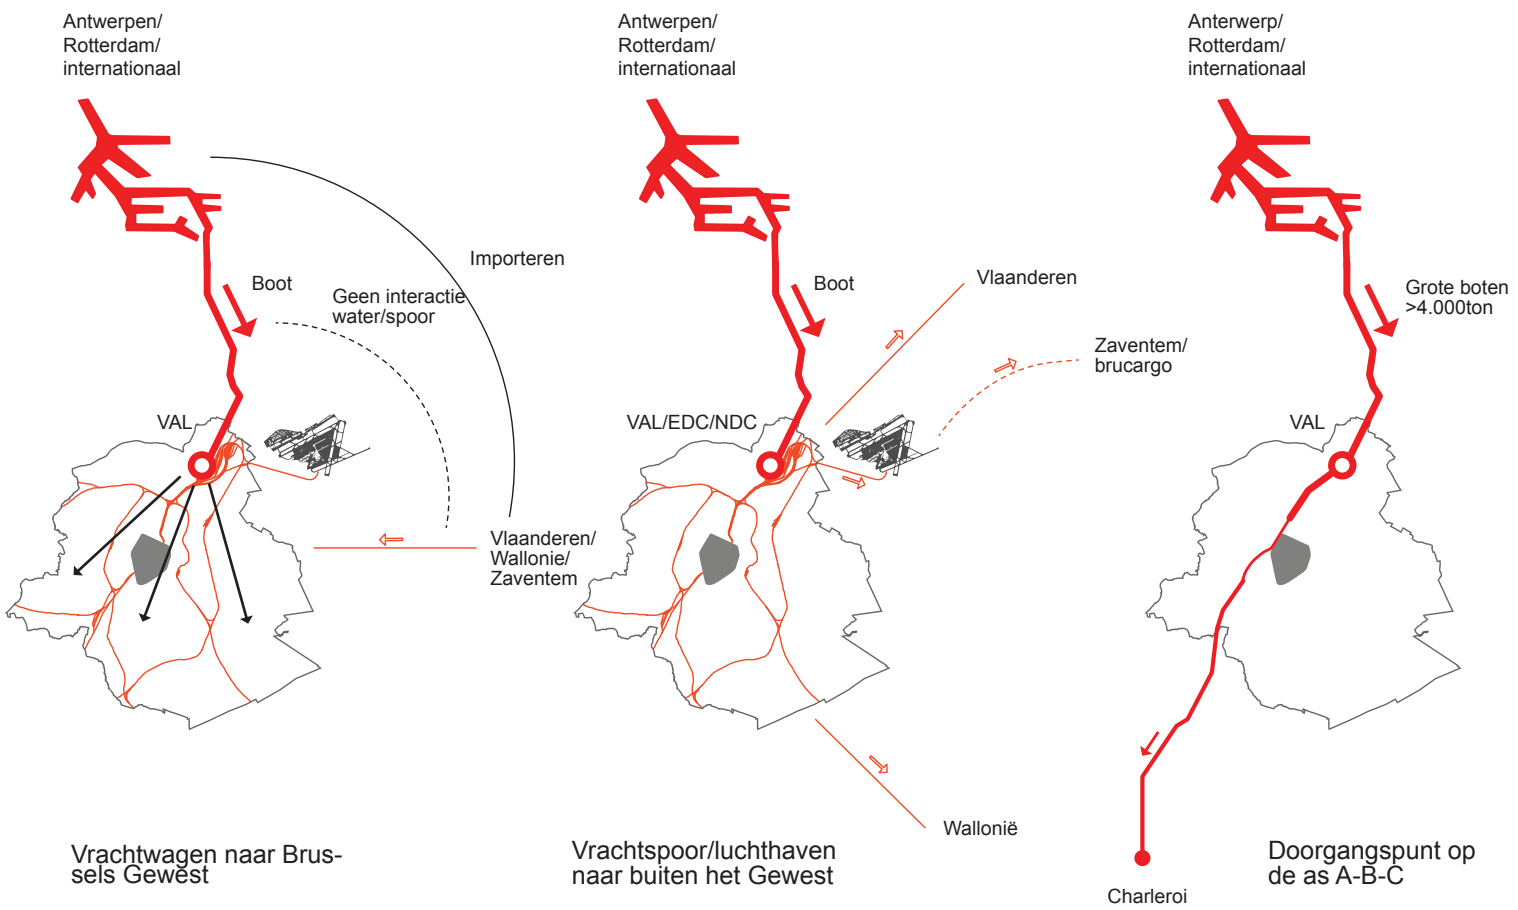 Antwerpen/
Rotterdam/
internationaal
Importeren
Boot
Geen interactie
water/spoor
VAL
Vlaanderen/
Wallonie/
Zaventem
Vrachtwagen naar Brus-
sels Gewest
Antwerpen/
Rotterdam/
internationaal
Boot
Vlaanderen
Zaventem/
brucargo
VAL/EDC/NDC
Wallonië
Vrachtspoor/luchthaven
naar buiten het Gewest
Anterwerp/
Rotterdam/
internationaal
Grote boten
>4.000ton
VAL
Charleroi
Doorgangspunt op
de as A-B-C